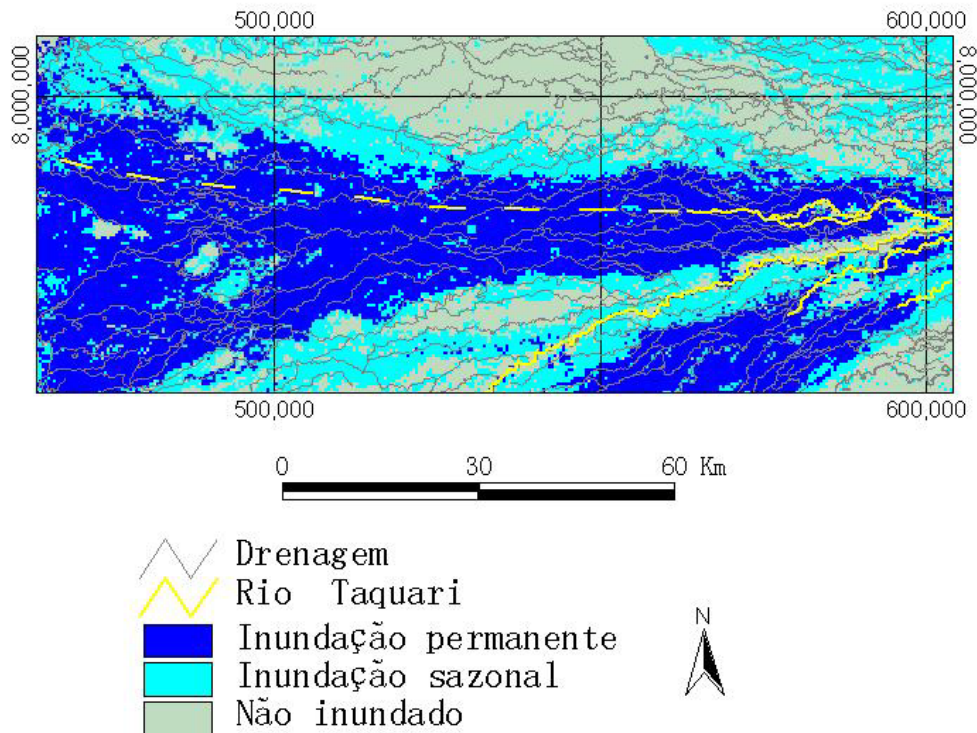 500,000 600,000
8,000,000 8,000,000
500,000 600,000
0 30 60 Km
Drenagem
Rio Taquari
Inundação permanente
Inundação sazonal
Não inundado
N